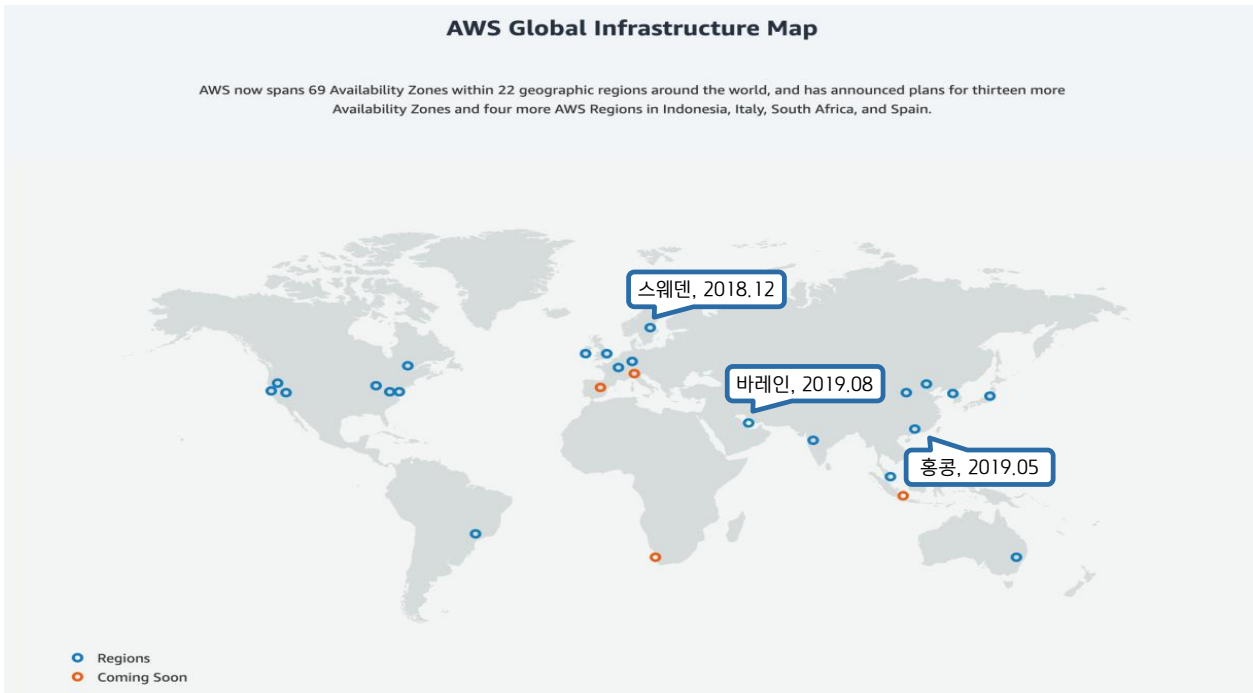 AWS Global Infrastructure Map
AWS now spans 69 Availability Zones within 22 geographic regions around the world, and has announced plans for thirteen more
Availability Zones and four more AWS Regions in Indonesia, Italy, South Africa, and Spain.
스웨덴, 2018.12
바레인, 2019.08
홍콩, 2019.05
Regions
Coming Soon